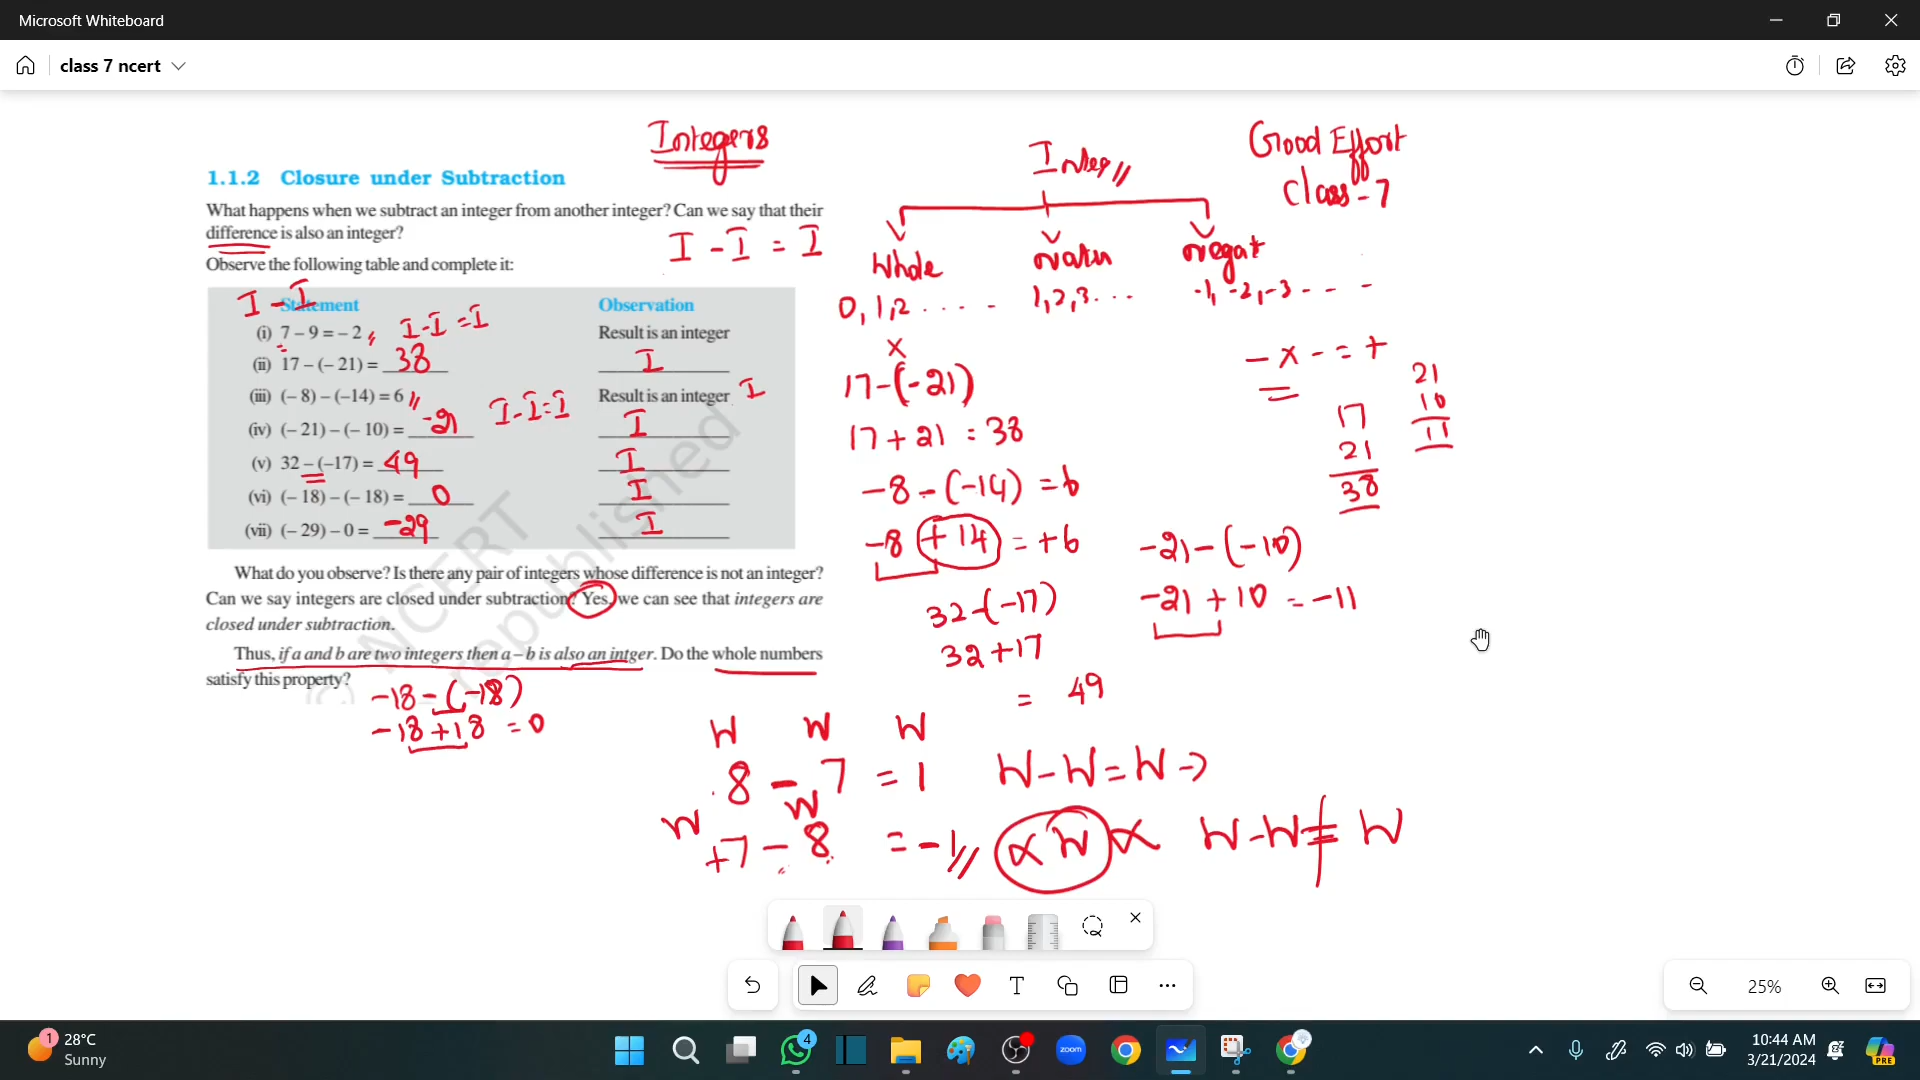 Microsoft Whiteboard
class 7 ncert
Integers
1.1.2 Closure under Subtraction
What happens when we subtract an integer from another integer? Can we say that their
difference is also an integer?
I - I = I
Observe the following table and complete it:
I - I
Statement Observation
(i) 7 – 9 = – 2 I-I = I Result is an integer
(ii) 17 – (– 21) = 38 I
(iii) (– 8) – (–14) = 6 I-I=I Result is an integer I
(iv) (– 21) – (– 10) = -21 I
(v) 32 – (–17) = 49 I
(vi) (– 18) – (– 18) = 0 I
(vii) (– 29) – 0 = -29 I
What do you observe? Is there any pair of integers whose difference is not an integer?
Can we say integers are closed under subtraction? Yes, we can see that integers are
closed under subtraction.
Thus, if a and b are two integers then a – b is also an intger. Do the whole numbers
satisfy this property?
© NCERT
republished
-18 - (-18)
-18 + 18 = 0
Good Effort
Class - 7
Whole
0, 1, 2 . . . . . .
1, 2, 3 . . . . .
Negat
-1, -2, -3 - - -
x
- x - = +
17 - (-21)
17 + 21 = 38
21
10
11
17
21
38
-8 - (-14) = 6
-8 + 14 = +6
-21 - (-10)
-21 + 10 = -11
32 - (-17)
32 + 17
= 49
W W W
8 - 7 = 1 W - W = W ->
W W
+7 - 8 = -1 W W - W ≠ W
25%
28°C
Sunny
1
4
zoom
PRE
10:44 AM
3/21/2024